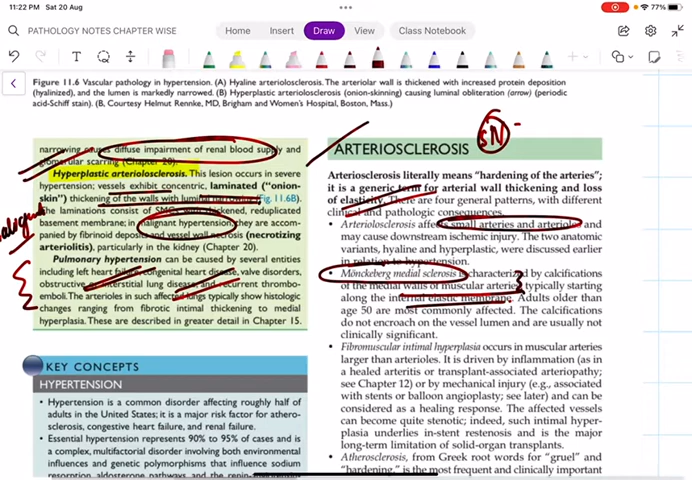 11:22 PM Sat 20 Aug
77%
PATHOLOGY NOTES CHAPTER WISE
Home Insert Draw View Class Notebook
Figure 11.6 Vascular pathology in hypertension. (A) Hyaline arteriolosclerosis. The arteriolar wall is thickened with increased protein deposition
(hyalinized), and the lumen is markedly narrowed. (B) Hyperplastic arteriolosclerosis (onion-skinning) causing luminal obliteration (arrow) (periodic
acid-Schiff stain). (B, Courtesy Helmut Rennke, MD, Brigham and Women's Hospital, Boston, Mass.)
narrowing causes diffuse impairment of renal blood supply and
glomerular scarring (Chapter 20).
Hyperplastic arteriolosclerosis. This lesion occurs in severe
hypertension; vessels exhibit concentric, laminated ("onion-
skin") thickening of the walls with luminal narrowing (Fig. 11.6B).
The laminations consist of SMCs with thickened, reduplicated
basement membrane; malignant hypertension, they are accom-
panied by fibrinoid deposits and vessel wall necrosis (necrotizing
arteriolitis), particularly in the kidney (Chapter 20).
Pulmonary hypertension can be caused by several entities
including left heart failure, congenital heart disease, valve disorders,
obstructive or interstitial lung disease, and recurrent thrombo-
emboli. The arteries in such affected lungs typically show histologic
changes ranging from fibrotic intimal thickening to medial
hyperplasia. These are described in greater detail in Chapter 15.
KEY CONCEPTS
HYPERTENSION
• Hypertension is a common disorder affecting roughly half of
adults in the United States; it is a major risk factor for athero-
sclerosis, congestive heart failure, and renal failure.
• Essential hypertension represents 90% to 95% of cases and is
a complex, multifactorial disorder involving both environmental
influences and genetic polymorphisms that influence sodium
resorption, aldosterone pathways and the renin-angiotensin
SN
ARTERIOSCLEROSIS
Arteriosclerosis literally means "hardening of the arteries";
it is a generic term for arterial wall thickening and loss
of elasticity. There are four general patterns, with different
clinical and pathologic consequences.
• Arteriolosclerosis affects small arteries and arterioles and
may cause downstream ischemic injury. The two anatomic
variants, hyaline and hyperplastic, were discussed earlier
in relation to hypertension.
• Mönckeberg medial sclerosis is characterized by calcifications
of the medial walls of muscular arteries, typically starting
along the internal elastic membrane. Adults older than
age 50 are most commonly affected. The calcifications
do not encroach on the vessel lumen and are usually not
clinically significant.
• Fibromuscular intimal hyperplasia occurs in muscular arteries
larger than arterioles. It is driven by inflammation (as in
a healed arteritis or transplant-associated arteriopathy;
see Chapter 12) or by mechanical injury (e.g., associated
with stents or balloon angioplasty; see later) and can be
considered as a healing response. The affected vessels
can become quite stenotic; indeed, such intimal hyper-
plasia underlies in-stent restenosis and is the major
long-term limitation of solid-organ transplants.
• Atherosclerosis, from Greek root words for "gruel" and
"hardening," is the most frequent and clinically important